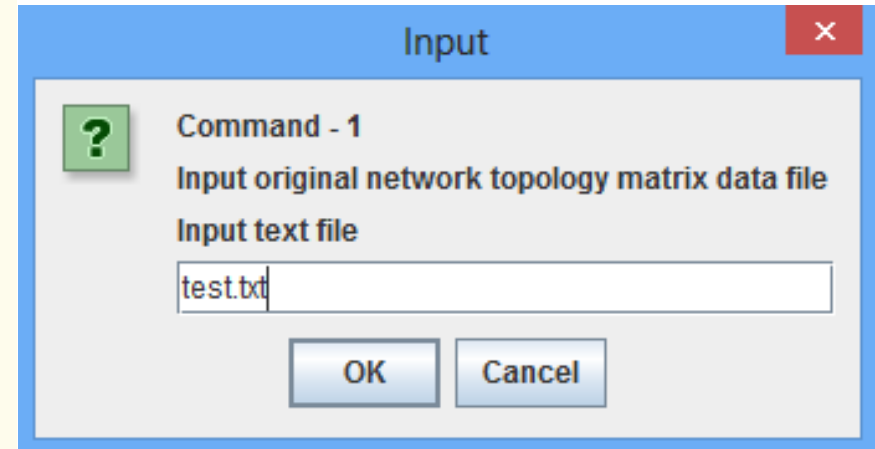 Input
Command - 1
Input original network topology matrix data file
Input text file
test.txt
OK Cancel